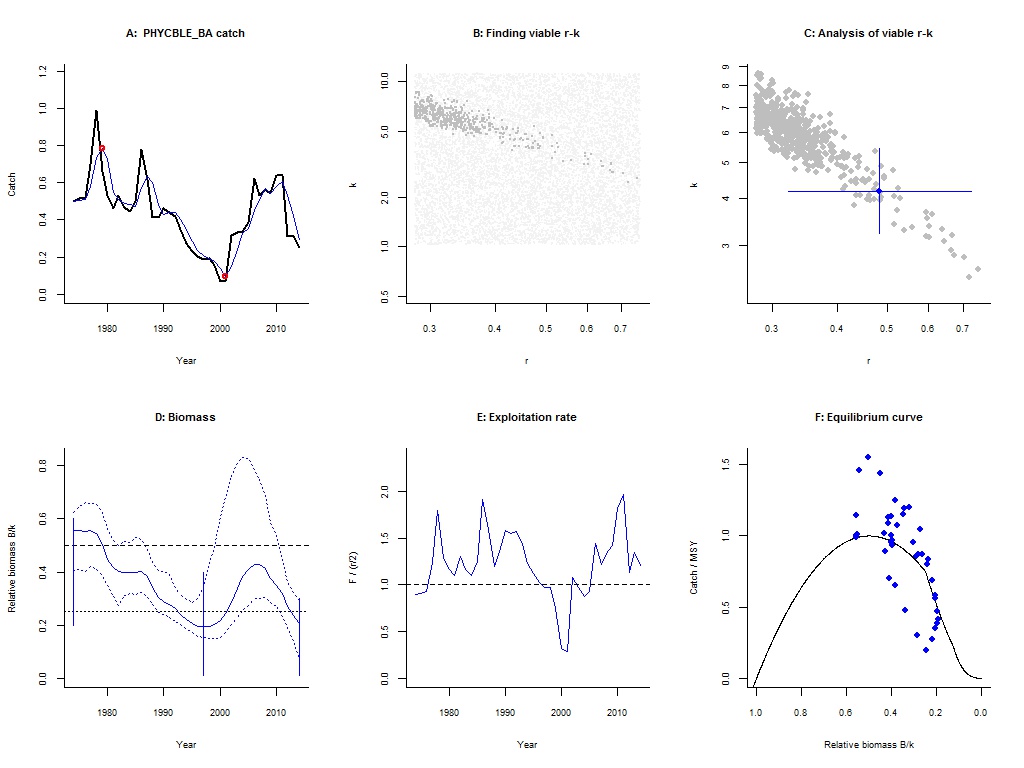 A: PHYCBLE_BA catch
Catch
0.0 0.2 0.4 0.6 0.8 1.0 1.2
1980 1990 2000 2010
Year
B: Finding viable r-k
k
0.5 1.0 2.0 5.0 10.0
0.3 0.4 0.5 0.6 0.7
r
C: Analysis of viable r-k
k
3 4 5 6 7 8 9
0.3 0.4 0.5 0.6 0.7
r
D: Biomass
Relative biomass B/k
0.0 0.2 0.4 0.6 0.8
1980 1990 2000 2010
Year
E: Exploitation rate
F / (r/2)
0.0 0.5 1.0 1.5 2.0
1980 1990 2000 2010
Year
F: Equilibrium curve
Catch / MSY
0.0 0.5 1.0 1.5
1.0 0.8 0.6 0.4 0.2 0.0
Relative biomass B/k